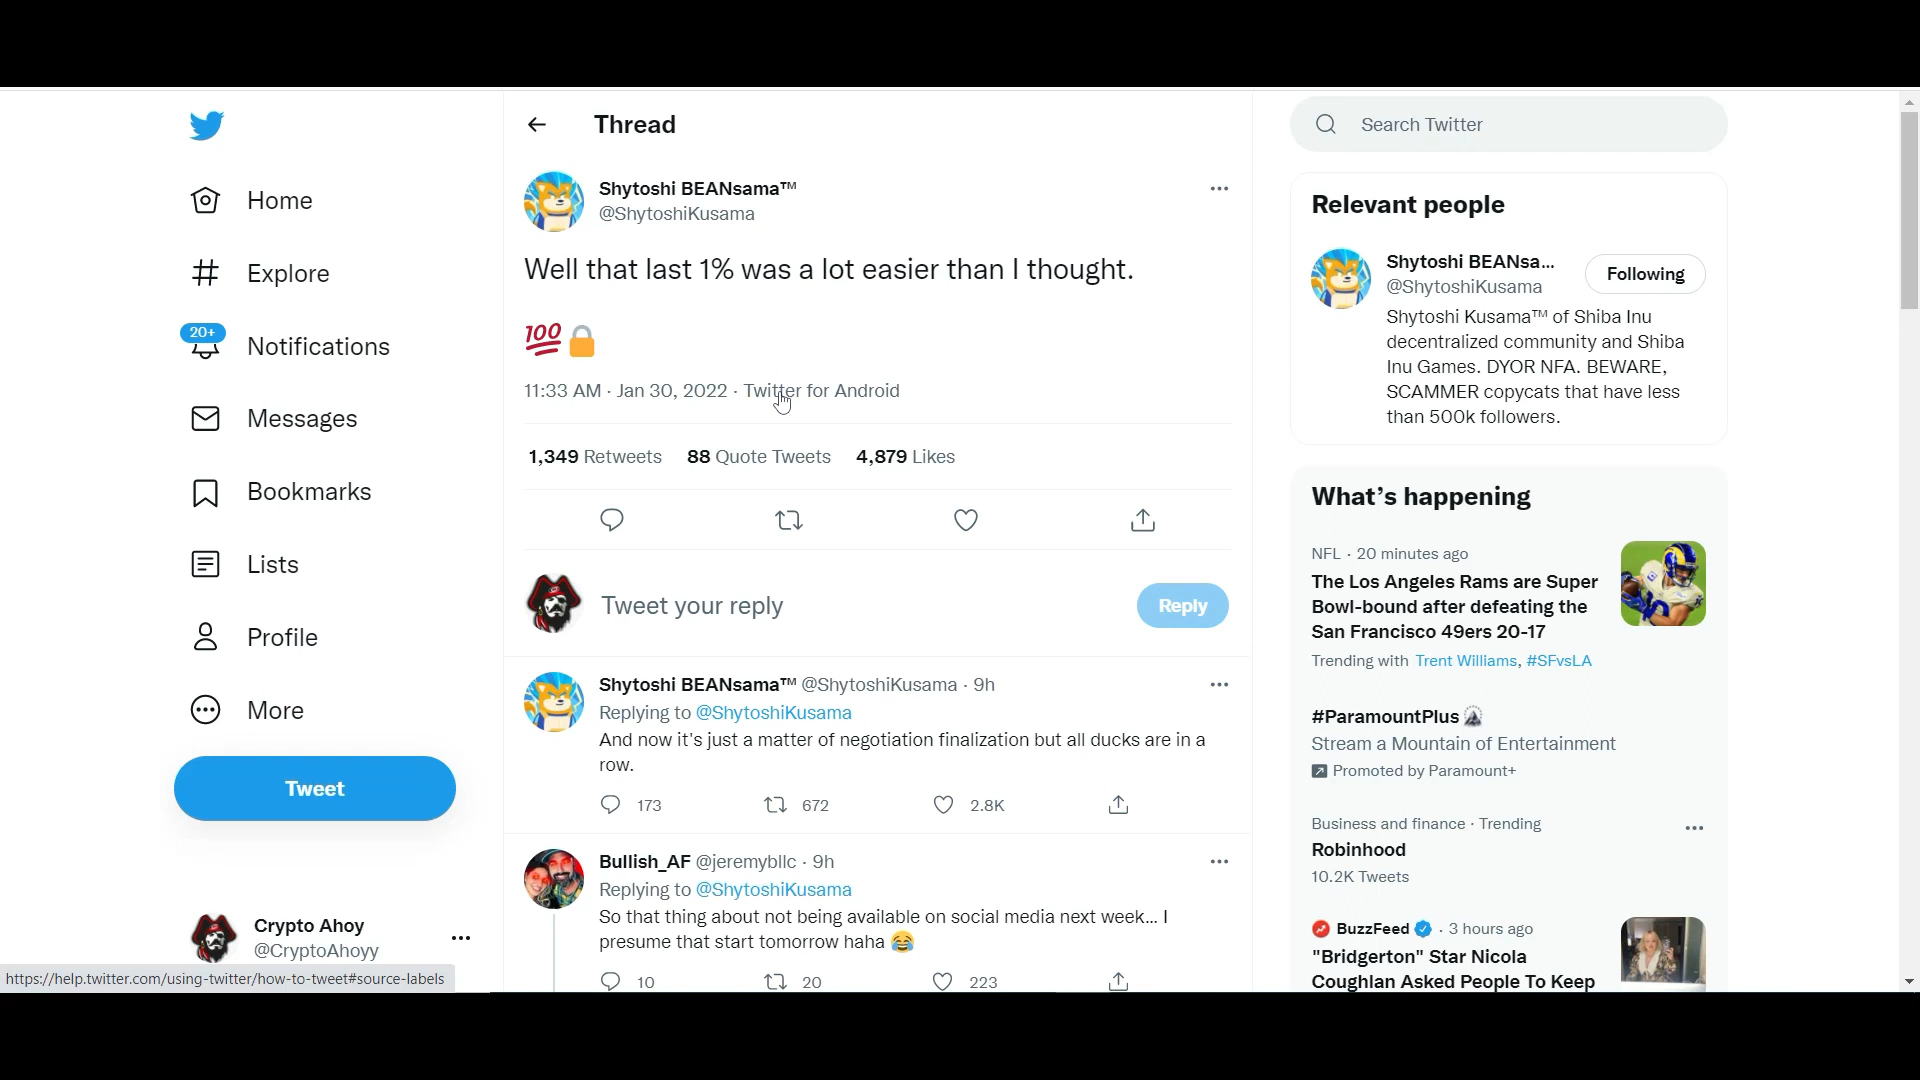 Home
Explore
20+
Notifications
Messages
Bookmarks
Lists
Profile
More
Tweet
Crypto Ahoy
@CryptoAhoyy
https://help.twitter.com/using-twitter/how-to-tweet#source-labels
Thread
Shytoshi BEANsama™
@ShytoshiKusama
Well that last 1% was a lot easier than I thought.
💯🔒
11:33 AM · Jan 30, 2022 · Twitter for Android
1,349 Retweets 88 Quote Tweets 4,879 Likes
Tweet your reply
Reply
Shytoshi BEANsama™ @ShytoshiKusama · 9h
Replying to @ShytoshiKusama
And now it's just a matter of negotiation finalization but all ducks are in a
row.
173 672 2.8K
Bullish_AF @jeremybllc · 9h
Replying to @ShytoshiKusama
So that thing about not being available on social media next week... I
presume that start tomorrow haha 😂
10 20 223
Search Twitter
Relevant people
Shytoshi BEANsa...
@ShytoshiKusama
Following
Shytoshi Kusama™ of Shiba Inu
decentralized community and Shiba
Inu Games. DYOR NFA. BEWARE,
SCAMMER copycats that have less
than 500k followers.
What's happening
NFL · 20 minutes ago
The Los Angeles Rams are Super
Bowl-bound after defeating the
San Francisco 49ers 20-17
Trending with Trent Williams, #SFvsLA
#ParamountPlus
Stream a Mountain of Entertainment
Promoted by Paramount+
Business and finance · Trending
Robinhood
10.2K Tweets
BuzzFeed · 3 hours ago
"Bridgerton" Star Nicola
Coughlan Asked People To Keep